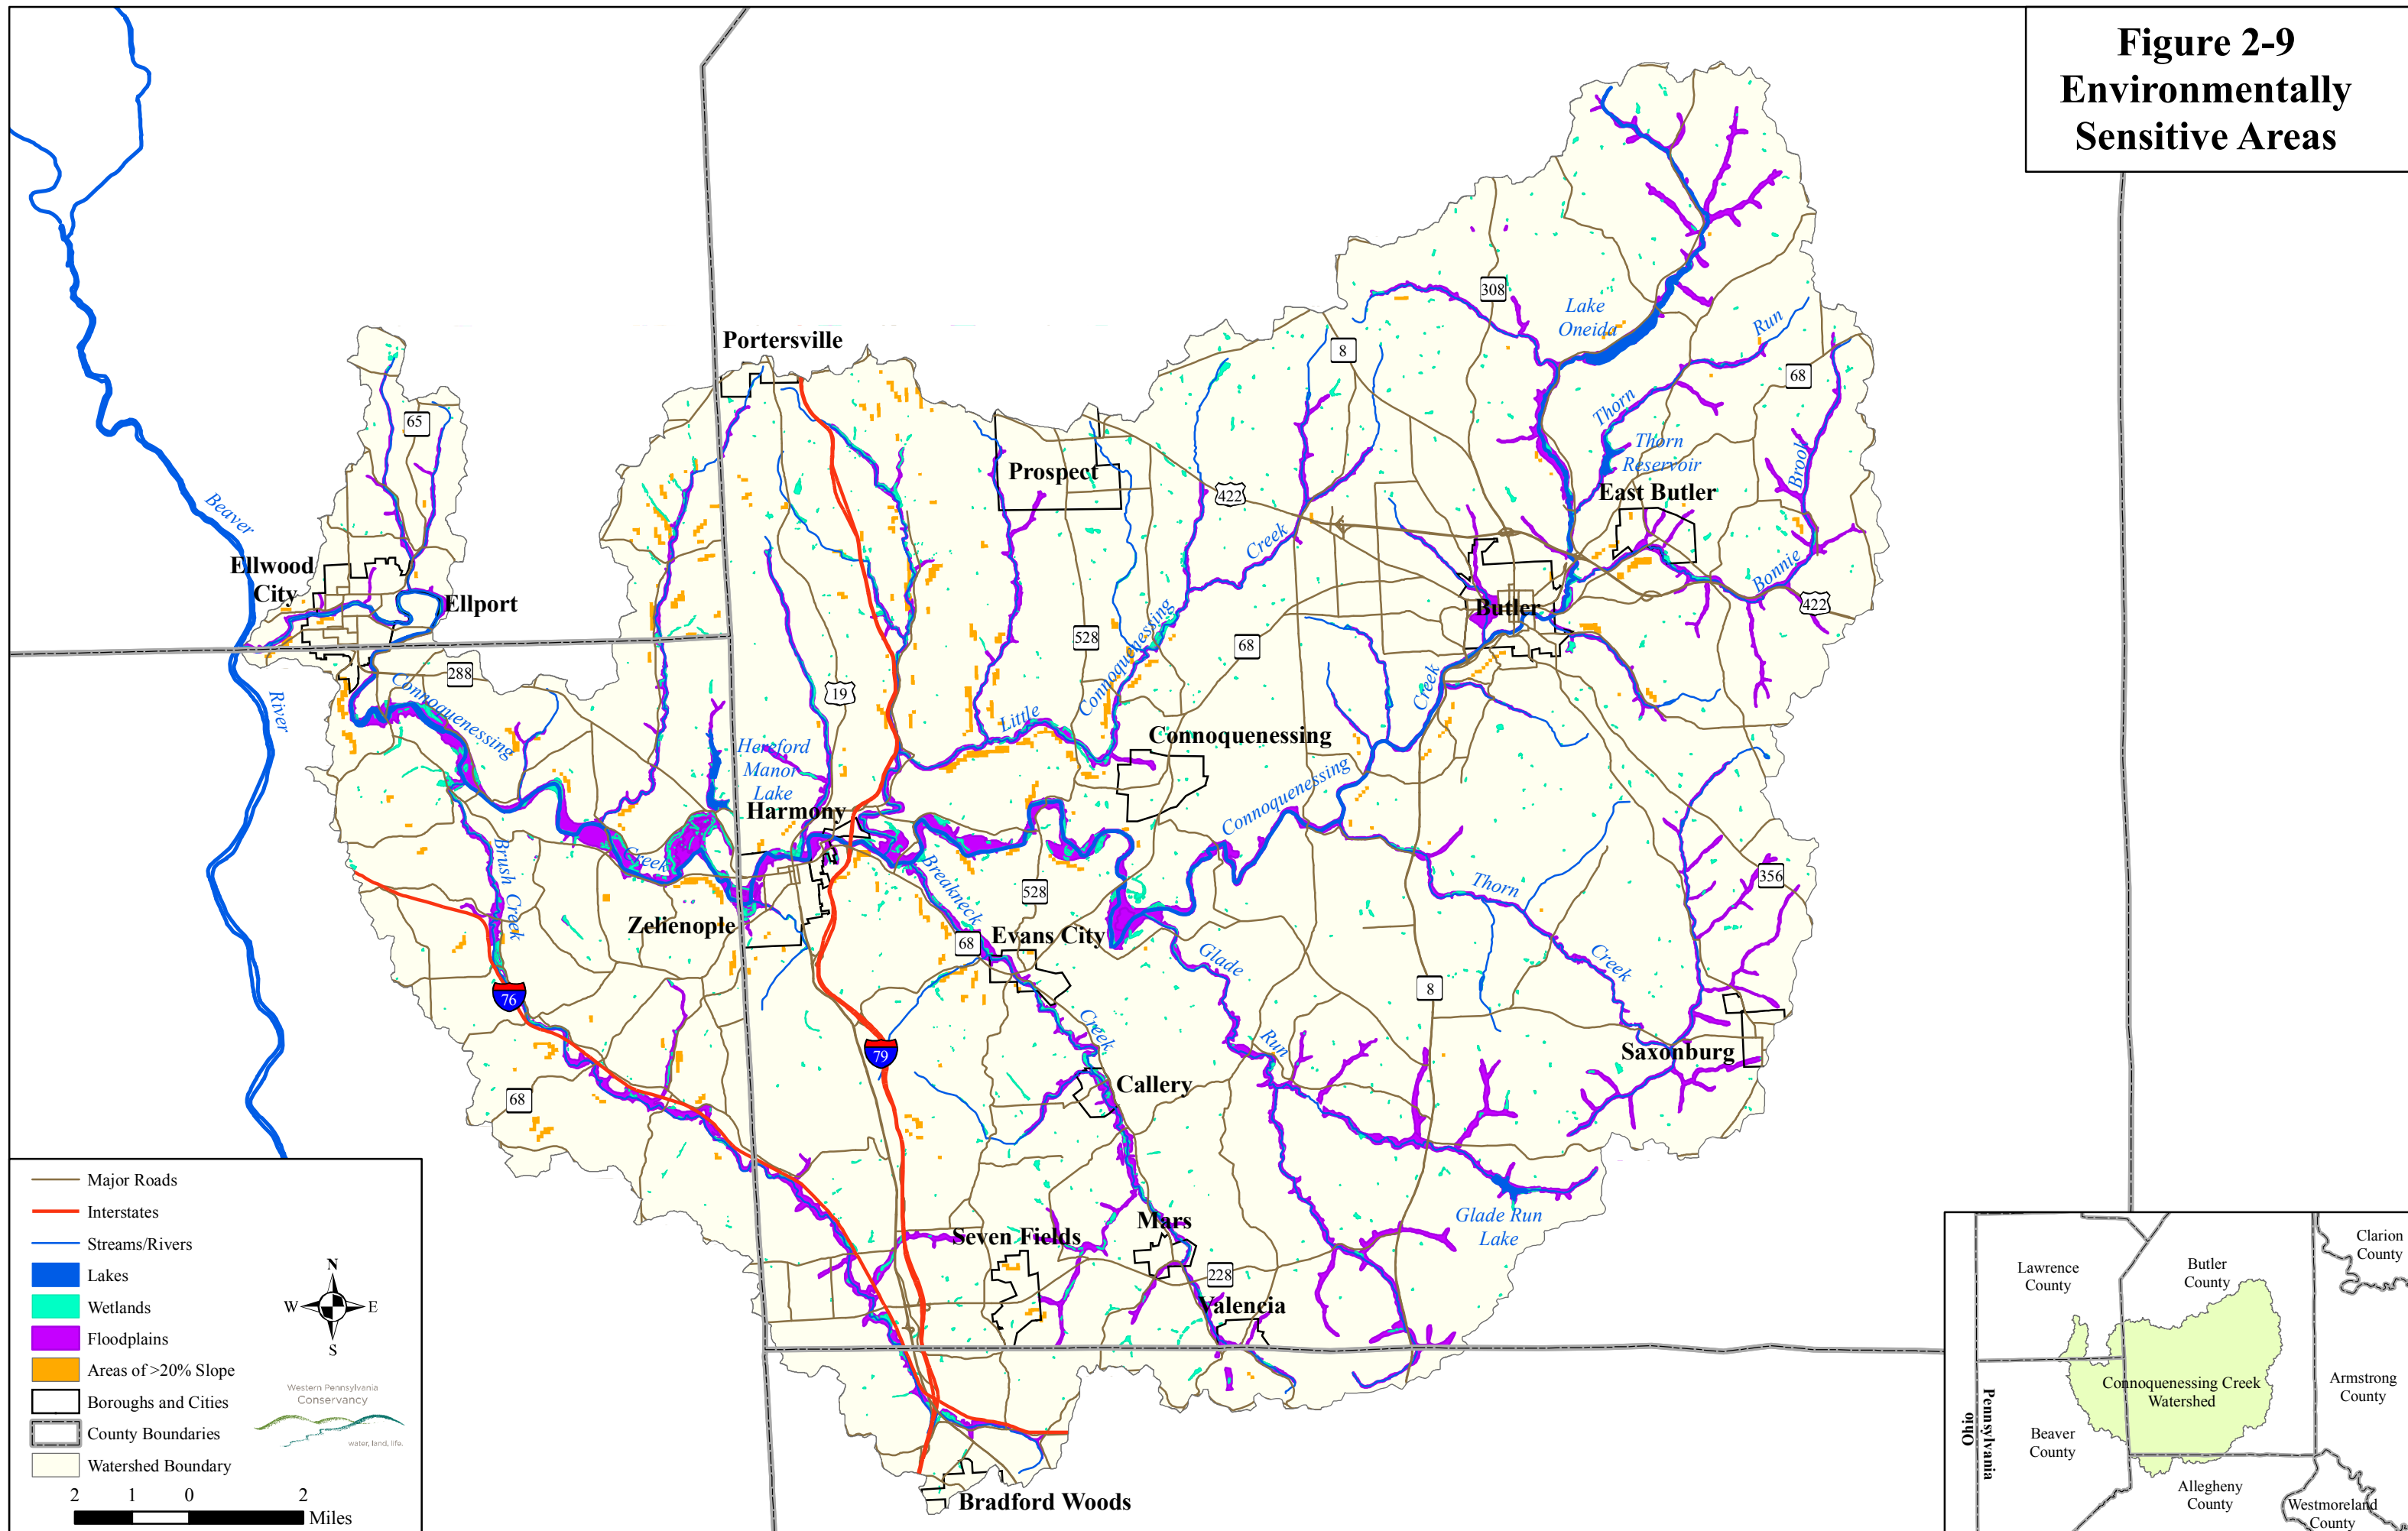 Figure 2-9
Environmentally
Sensitive Areas
308
Lake
Oneida
Run
8
68
Portersville
65
Thorn
Thorn
Reservoir
Brook
Prospect
422
East Butler
Beaver
Creek
Ellwood
City
Ellport
Bonnie
422
Butler
528
68
Connoquenessing
288
19
Creek
River
Connoquenessing
Little
Connoquenessing
Hereford
Manor
Lake
Harmony
Connoquenessing
Creek
Brush
Creek
Breakneck
528
Thorn
356
Zelienople
68
Evans City
Glade
Creek
76
8
79
Creek
Run
Saxonburg
Callery
68
Glade Run
Lake
Mars
Seven Fields
228
Valencia
Bradford Woods
Major Roads
Interstates
Streams/Rivers
Lakes
Wetlands
Floodplains
Areas of >20% Slope
Boroughs and Cities
County Boundaries
Watershed Boundary
N
W E
S
Western Pennsylvania
Conservancy
water, land, life.
2 1 0 2
Miles
Lawrence
County
Butler
County
Clarion
County
Connoquenessing Creek
Watershed
Armstrong
County
Beaver
County
Ohio
Pennsylvania
Allegheny
County
Westmoreland
County